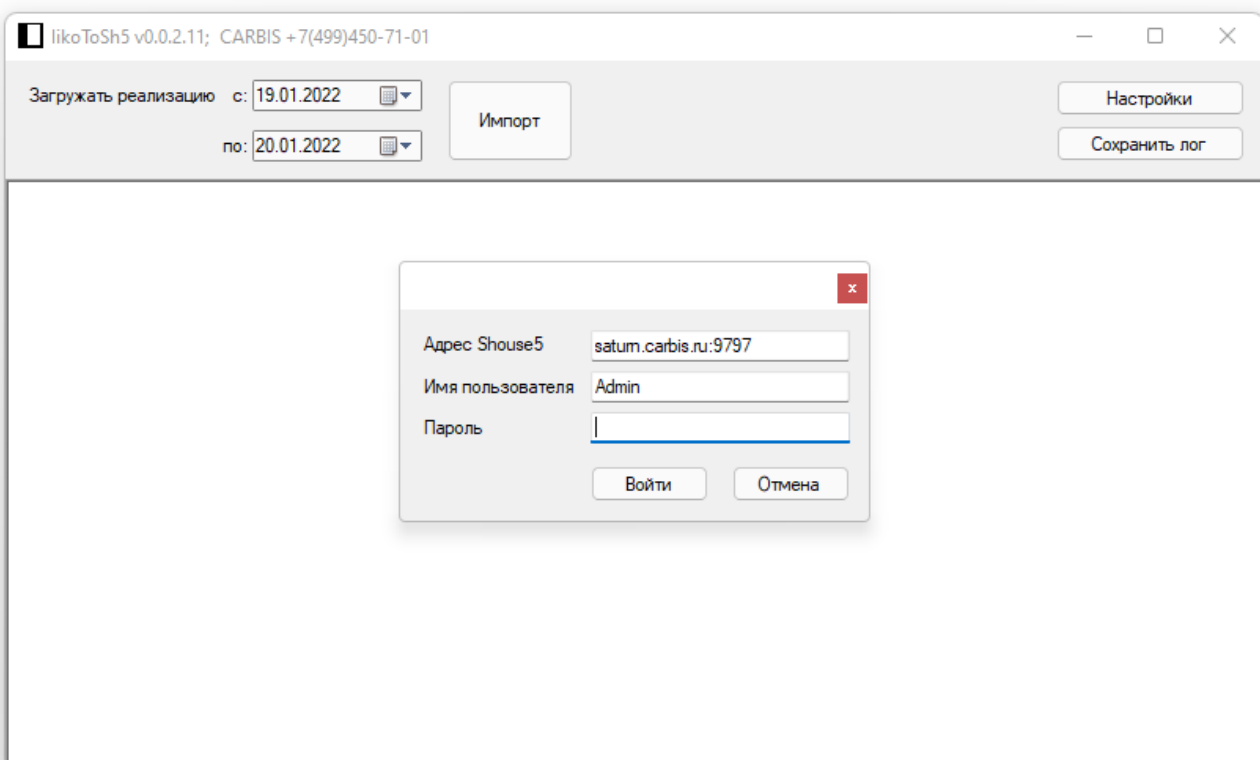 IikoToSh5 v0.0.2.11; CARBIS +7(499)450-71-01
Загружать реализацию с: 19.01.2022
по: 20.01.2022
Импорт
Настройки
Сохранить лог
x
Адрес Shouse5 saturn.carbis.ru:9797
Имя пользователя Admin
Пароль
Войти Отмена